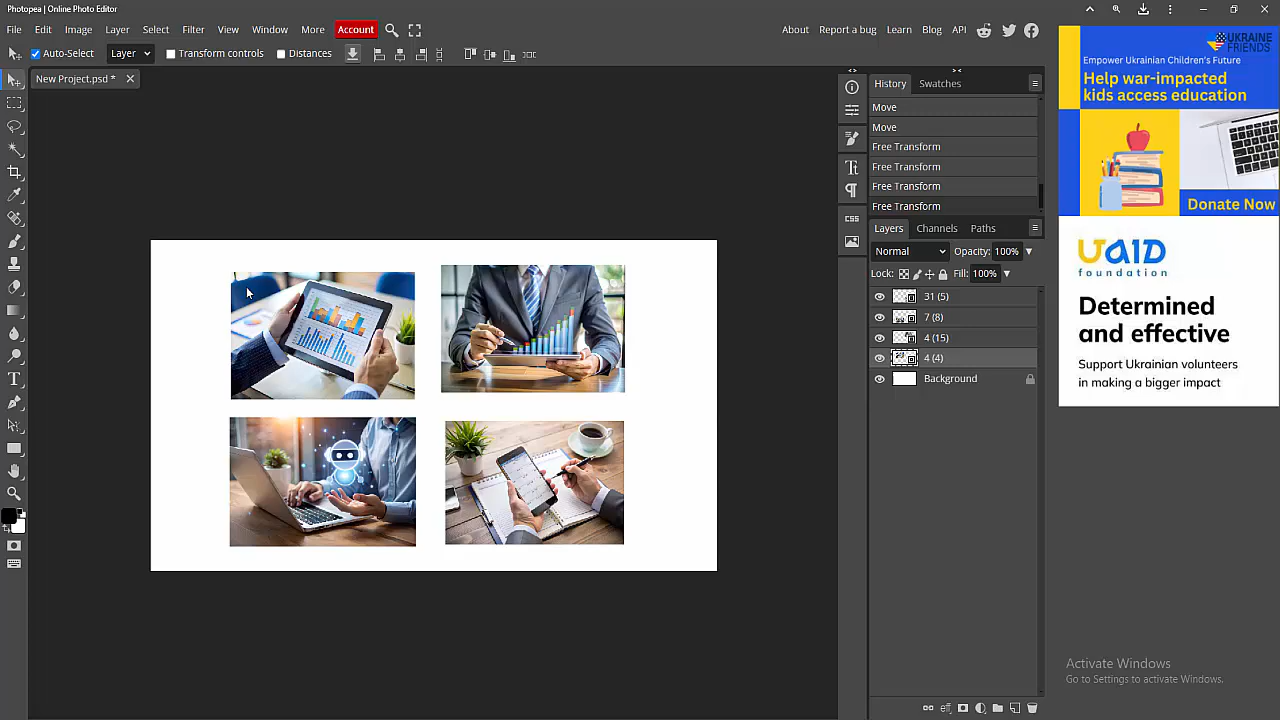 Photopea | Online Photo Editor
File Edit Image Layer Select Filter View Window More Account
About Report a bug Learn Blog API
Auto-Select Layer Transform controls Distances
New Project.psd *
History Swatches
Move
Move
Free Transform
Free Transform
Free Transform
Free Transform
Layers Channels Paths
Normal Opacity: 100%
Lock: Fill: 100%
31 (5)
7 (8)
4 (15)
4 (4)
Background
CSS
UKRAINE
FRIENDS
Empower Ukrainian Children's Future
Help war-impacted
kids access education
Donate Now
UAID
foundation
Determined
and effective
Support Ukrainian volunteers
in making a bigger impact
Activate Windows
Go to Settings to activate Windows.